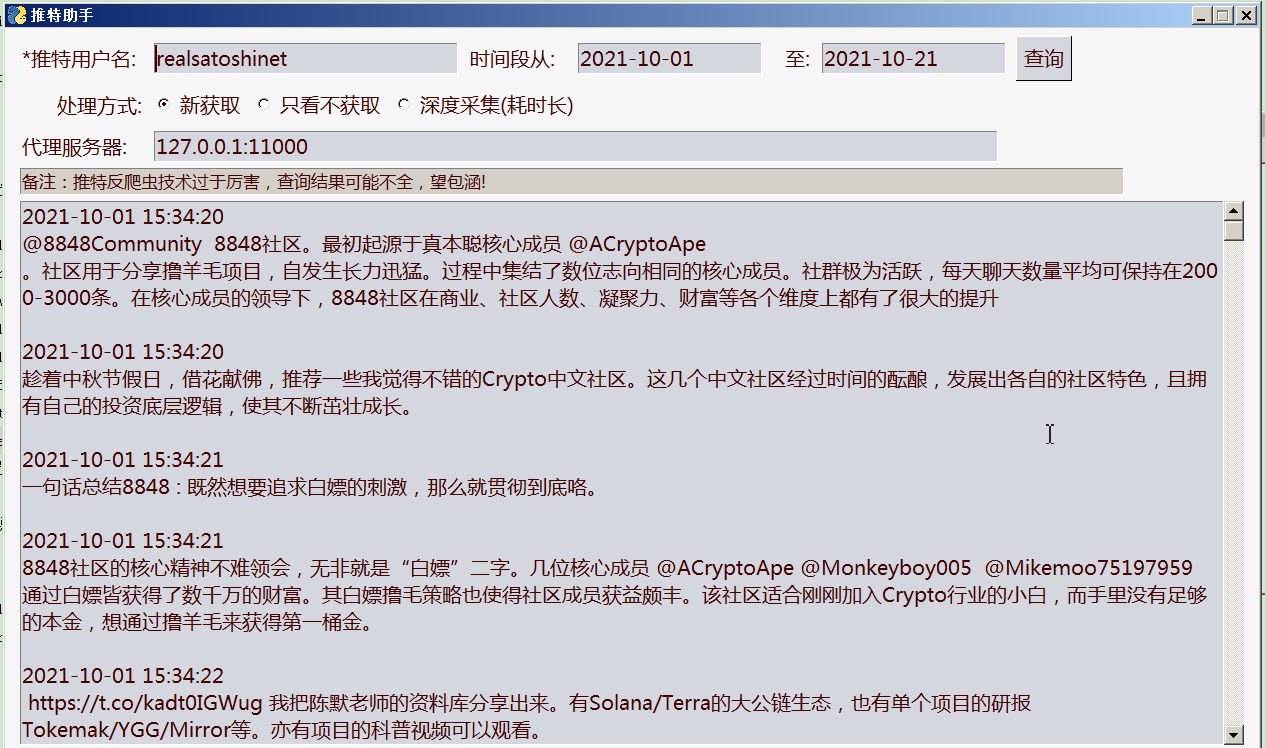 推特助手
*推特用户名: realsatoshinet 时间段从: 2021-10-01 至: 2021-10-21 查询
处理方式: 新获取 只看不获取 深度采集(耗时长)
代理服务器: 127.0.0.1:11000
备注：推特反爬虫技术过于厉害，查询结果可能不全，望包涵!
2021-10-01 15:34:20
@8848Community  8848社区。最初起源于真本聪核心成员 @ACryptoApe
。社区用于分享撸羊毛项目，自发生长力迅猛。过程中集结了数位志向相同的核心成员。社群极为活跃，每天聊天数量平均可保持在200
0-3000条。在核心成员的领导下，8848社区在商业、社区人数、凝聚力、财富等各个维度上都有了很大的提升
2021-10-01 15:34:20
趁着中秋节假日，借花献佛，推荐一些我觉得不错的Crypto中文社区。这几个中文社区经过时间的酝酿，发展出各自的社区特色，且拥
有自己的投资底层逻辑，使其不断茁壮成长。
2021-10-01 15:34:21
一句话总结8848：既然想要追求白嫖的刺激，那么就贯彻到底咯。
2021-10-01 15:34:21
8848社区的核心精神不难领会，无非就是“白嫖”二字。几位核心成员 @ACryptoApe @Monkeyboy005  @Mikemoo75197959
通过白嫖皆获得了数千万的财富。其白嫖撸毛策略也使得社区成员获益颇丰。该社区适合刚刚加入Crypto行业的小白，而手里没有足够
的本金，想通过撸羊毛来获得第一桶金。
2021-10-01 15:34:22
https://t.co/kadt0IGWug 我把陈默老师的资料库分享出来。有Solana/Terra的大公链生态，也有单个项目的研报
Tokemak/YGG/Mirror等。亦有项目的科普视频可以观看。